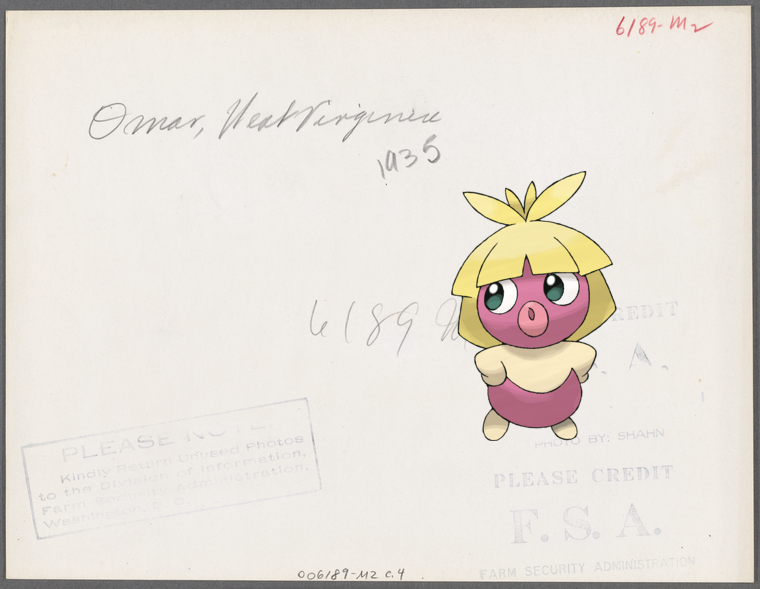 6189-M2
Omar, West Virginia
1935
6189 M
REDIT
. A.
PHOTO BY: SHAHN
PLEASE NOTE:
Kindly Return Unused Photos
to the Division of Information,
Farm Security Administration,
Washington, D. C.
PLEASE CREDIT
F. S. A.
FARM SECURITY ADMINISTRATION
006189-M2 c.4